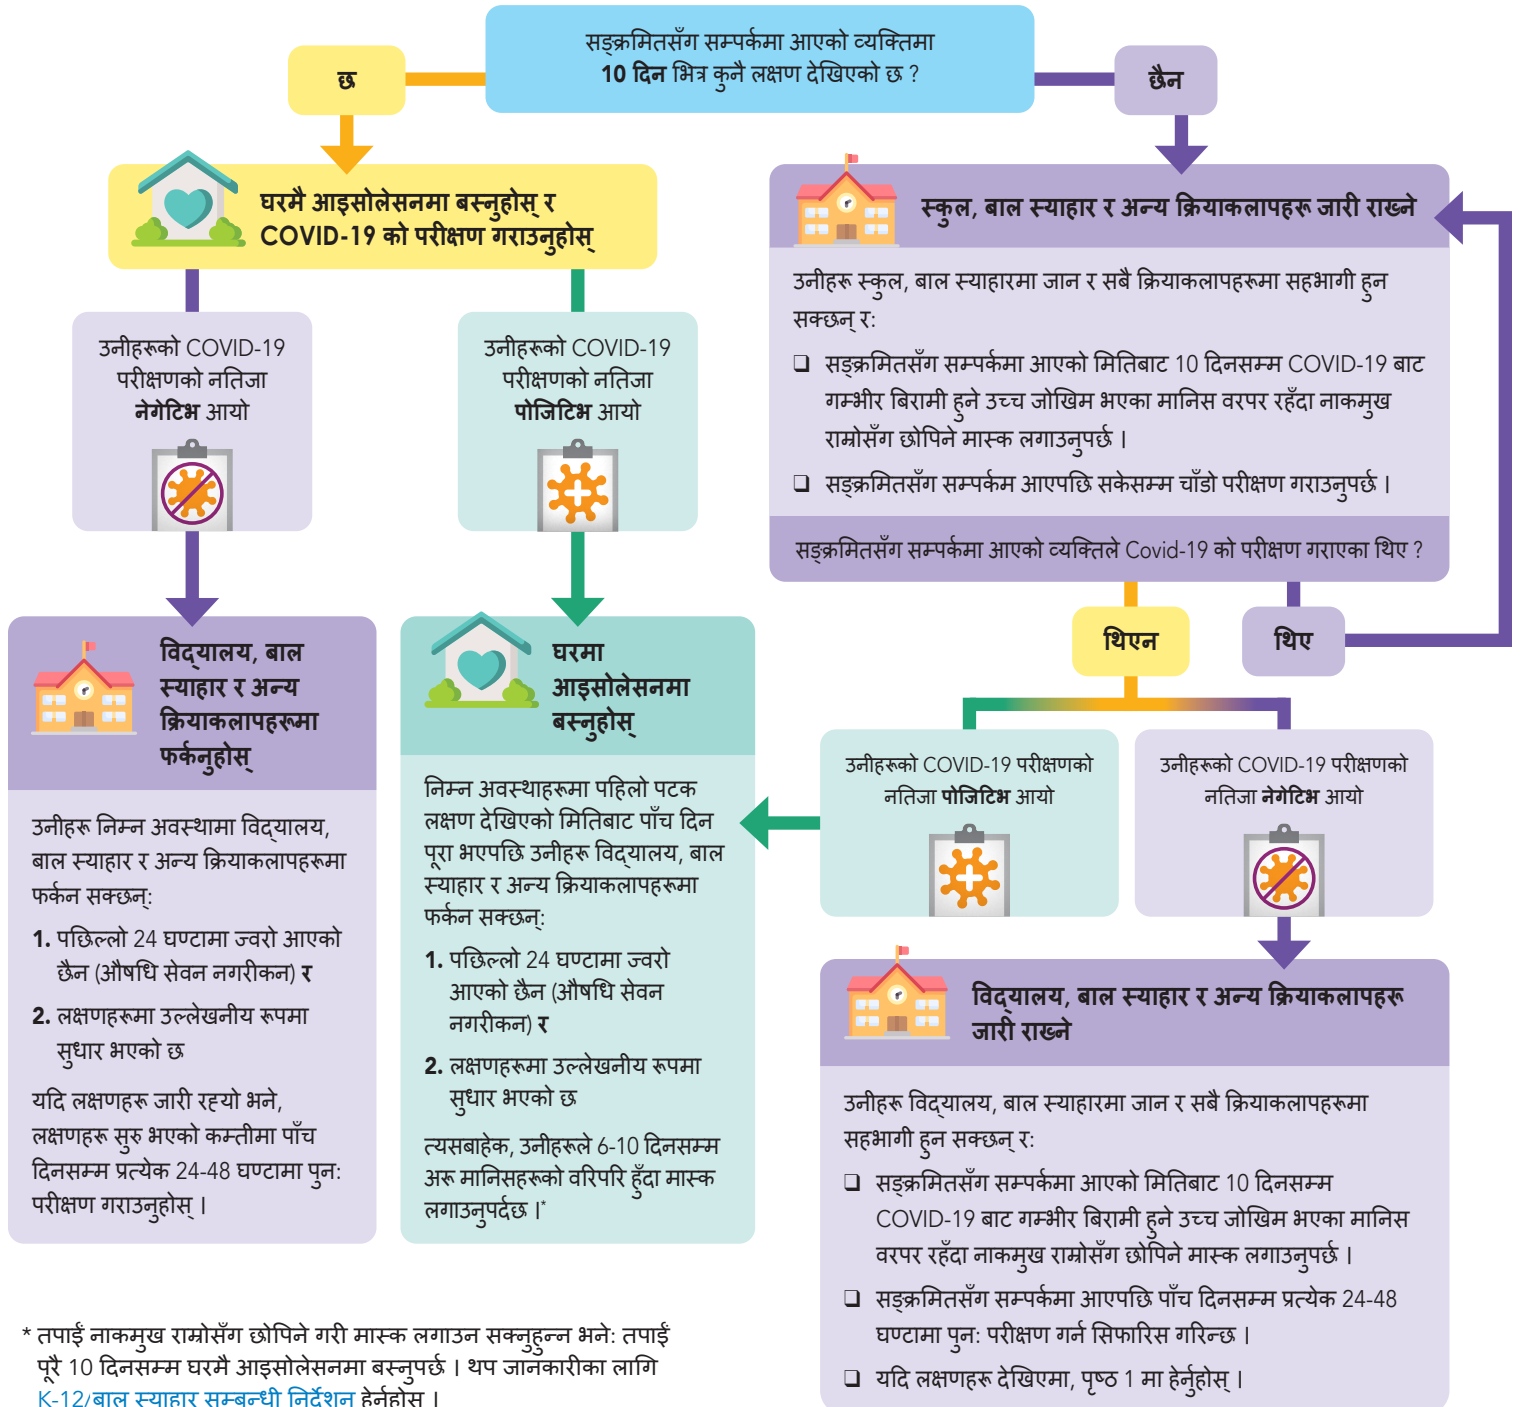 सङ्क्रमितसँग सम्पर्कमा आएको व्यक्तिमा
10 दिन भित्र कुनै लक्षण देखिएको छ ?
छ
छैन
घरमै आइसोलेसनमा बस्नुहोस् र
COVID-19 को परीक्षण गराउनुहोस्
उनीहरूको COVID-19
परीक्षणको नतिजा
नेगेटिभ आयो
उनीहरूको COVID-19
परीक्षणको नतिजा
पोजिटिभ आयो
स्कुल, बाल स्याहार र अन्य क्रियाकलापहरू जारी राख्ने
उनीहरू स्कुल, बाल स्याहारमा जान र सबै क्रियाकलापहरूमा सहभागी हुन
सक्छन् र:
❑ सङ्क्रमितसँग सम्पर्कमा आएको मितिबाट 10 दिनसम्म COVID-19 बाट
गम्भीर बिरामी हुने उच्च जोखिम भएका मानिस वरपर रहँदा नाकमुख
राम्रोसँग छोपिने मास्क लगाउनुपर्छ ।
❑ सङ्क्रमितसँग सम्पर्कम आएपछि सकेसम्म चाँडो परीक्षण गराउनुपर्छ ।
सङ्क्रमितसँग सम्पर्कमा आएको व्यक्तिले Covid-19 को परीक्षण गराएका थिए ?
थिएन
थिए
विद्यालय, बाल
स्याहार र अन्य
क्रियाकलापहरूमा
फर्कनुहोस्
उनीहरू निम्न अवस्थामा विद्यालय,
बाल स्याहार र अन्य क्रियाकलापहरूमा
फर्कन सक्छन्:
1. पछिल्लो 24 घण्टामा ज्वरो आएको
छैन (औषधि सेवन नगरीकन) र
2. लक्षणहरूमा उल्लेखनीय रूपमा
सुधार भएको छ
यदि लक्षणहरू जारी रह्यो भने,
लक्षणहरू सुरु भएको कम्तीमा पाँच
दिनसम्म प्रत्येक 24-48 घण्टामा पुन:
परीक्षण गराउनुहोस् ।
घरमा
आइसोलेसनमा
बस्नुहोस्
निम्न अवस्थाहरूमा पहिलो पटक
लक्षण देखिएको मितिबाट पाँच दिन
पूरा भएपछि उनीहरू विद्यालय, बाल
स्याहार र अन्य क्रियाकलापहरूमा
फर्कन सक्छन्:
1. पछिल्लो 24 घण्टामा ज्वरो
आएको छैन (औषधि सेवन
नगरीकन) र
2. लक्षणहरूमा उल्लेखनीय रूपमा
सुधार भएको छ
त्यसबाहेक, उनीहरूले 6-10 दिनसम्म
अरू मानिसहरूको वरिपरि हुँदा मास्क
लगाउनुपर्दछ ।*
उनीहरूको COVID-19 परीक्षणको
नतिजा पोजिटिभ आयो
उनीहरूको COVID-19 परीक्षणको
नतिजा नेगेटिभ आयो
विद्यालय, बाल स्याहार र अन्य क्रियाकलापहरू
जारी राख्ने
उनीहरू विद्यालय, बाल स्याहारमा जान र सबै क्रियाकलापहरूमा
सहभागी हुन सक्छन् र:
❑ सङ्क्रमितसँग सम्पर्कमा आएको मितिबाट 10 दिनसम्म
COVID-19 बाट गम्भीर बिरामी हुने उच्च जोखिम भएका मानिस
वरपर रहँदा नाकमुख राम्रोसँग छोपिने मास्क लगाउनुपर्छ ।
❑ सङ्क्रमितसँग सम्पर्कमा आएपछि पाँच दिनसम्म प्रत्येक 24-48
घण्टामा पुन: परीक्षण गर्न सिफारिस गरिन्छ ।
❑ यदि लक्षणहरू देखिएमा, पृष्ठ 1 मा हेर्नुहोस् ।
* तपाईं नाकमुख राम्रोसँग छोपिने गरी मास्क लगाउन सक्नुहुन्न भने: तपाईं
पूरै 10 दिनसम्म घरमै आइसोलेसनमा बस्नुपर्छ । थप जानकारीका लागि
K-12/बाल स्याहार सम्बन्धी निर्देशन हेर्नुहोस् ।